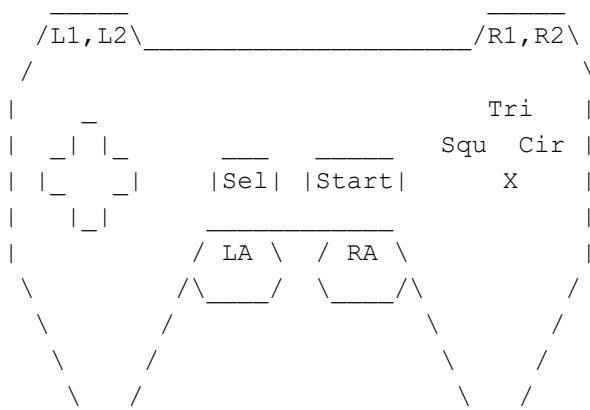 L1,L2 R1,R2
Tri
Squ Cir
Sel Start X
LA RA